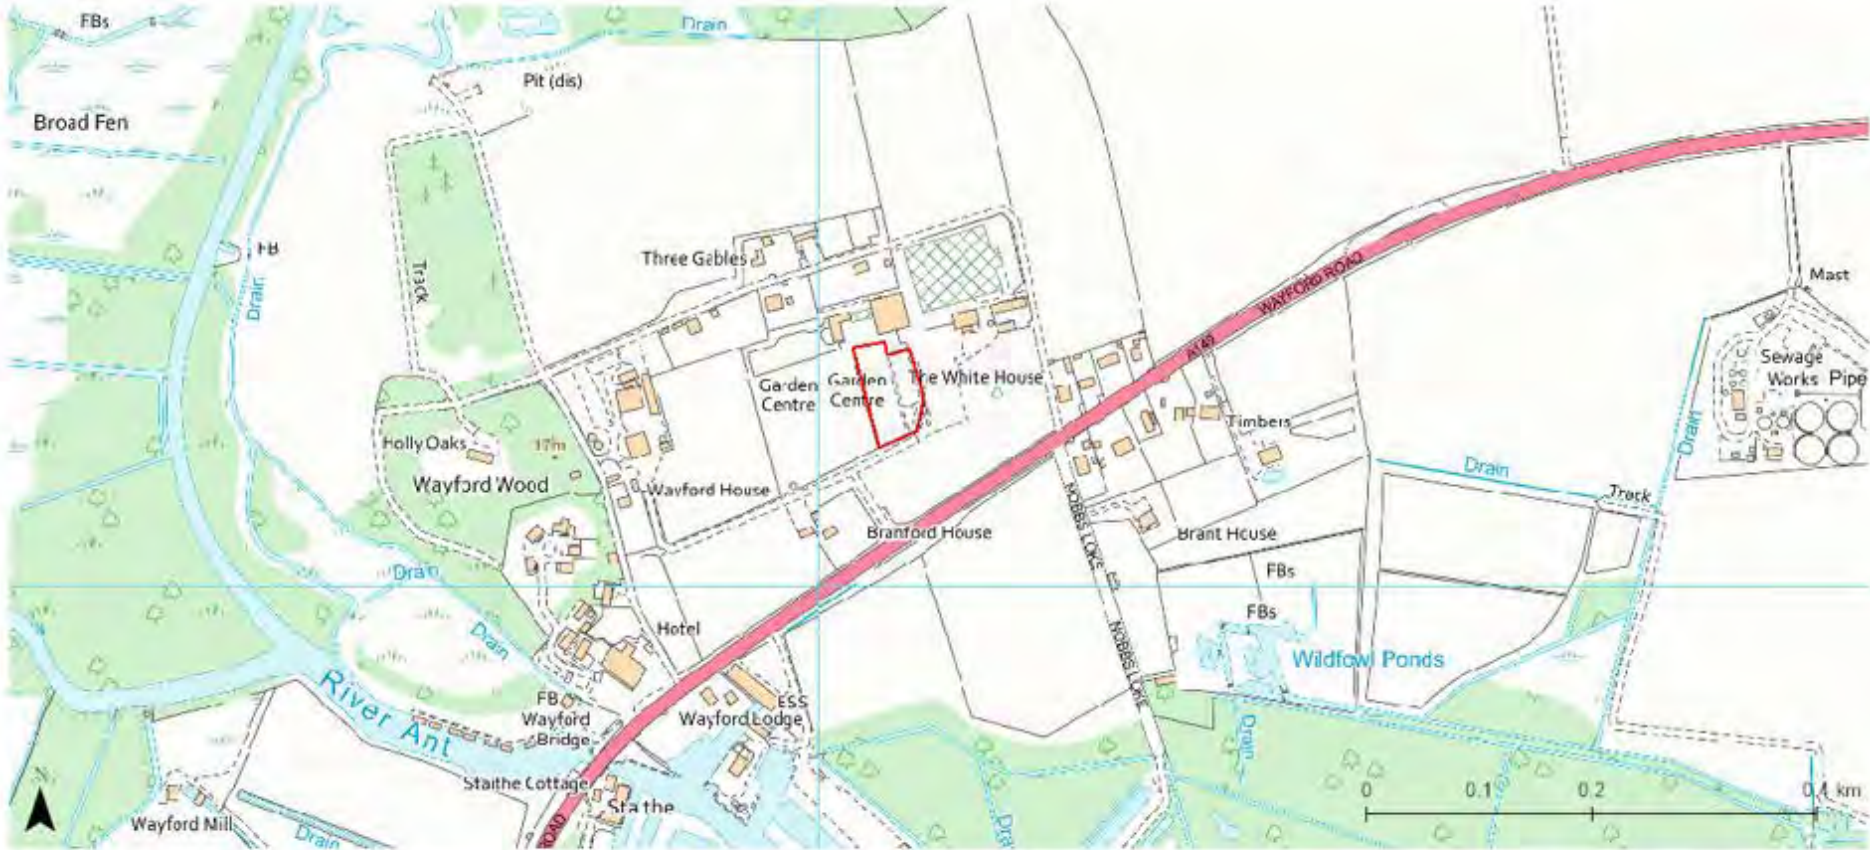 FBs
Drain
Pit (dis)
Broad Fen
FB
Drain
Track
Three Gables
WAYFORD ROAD
A149
Mast
Sewage
Works
Pipe
Garden
Centre
Garden
Centre
The White House
Timbers
Drain
Drain
Track
Holly Oaks
17m
Wayford Wood
Wayford House
Branford House
NOBBS LOKE
Brant House
FBs
FBs
Drain
Hotel
Drain
NOBBS LOKE
Wildfowl Ponds
River Ant
FB
Wayford
Bridge
ESS
Wayford Lodge
Drain
Staithe Cottage
Staithe
ROAD
Wayford Mill
Drain
0
0.1
0.2
0.4 km